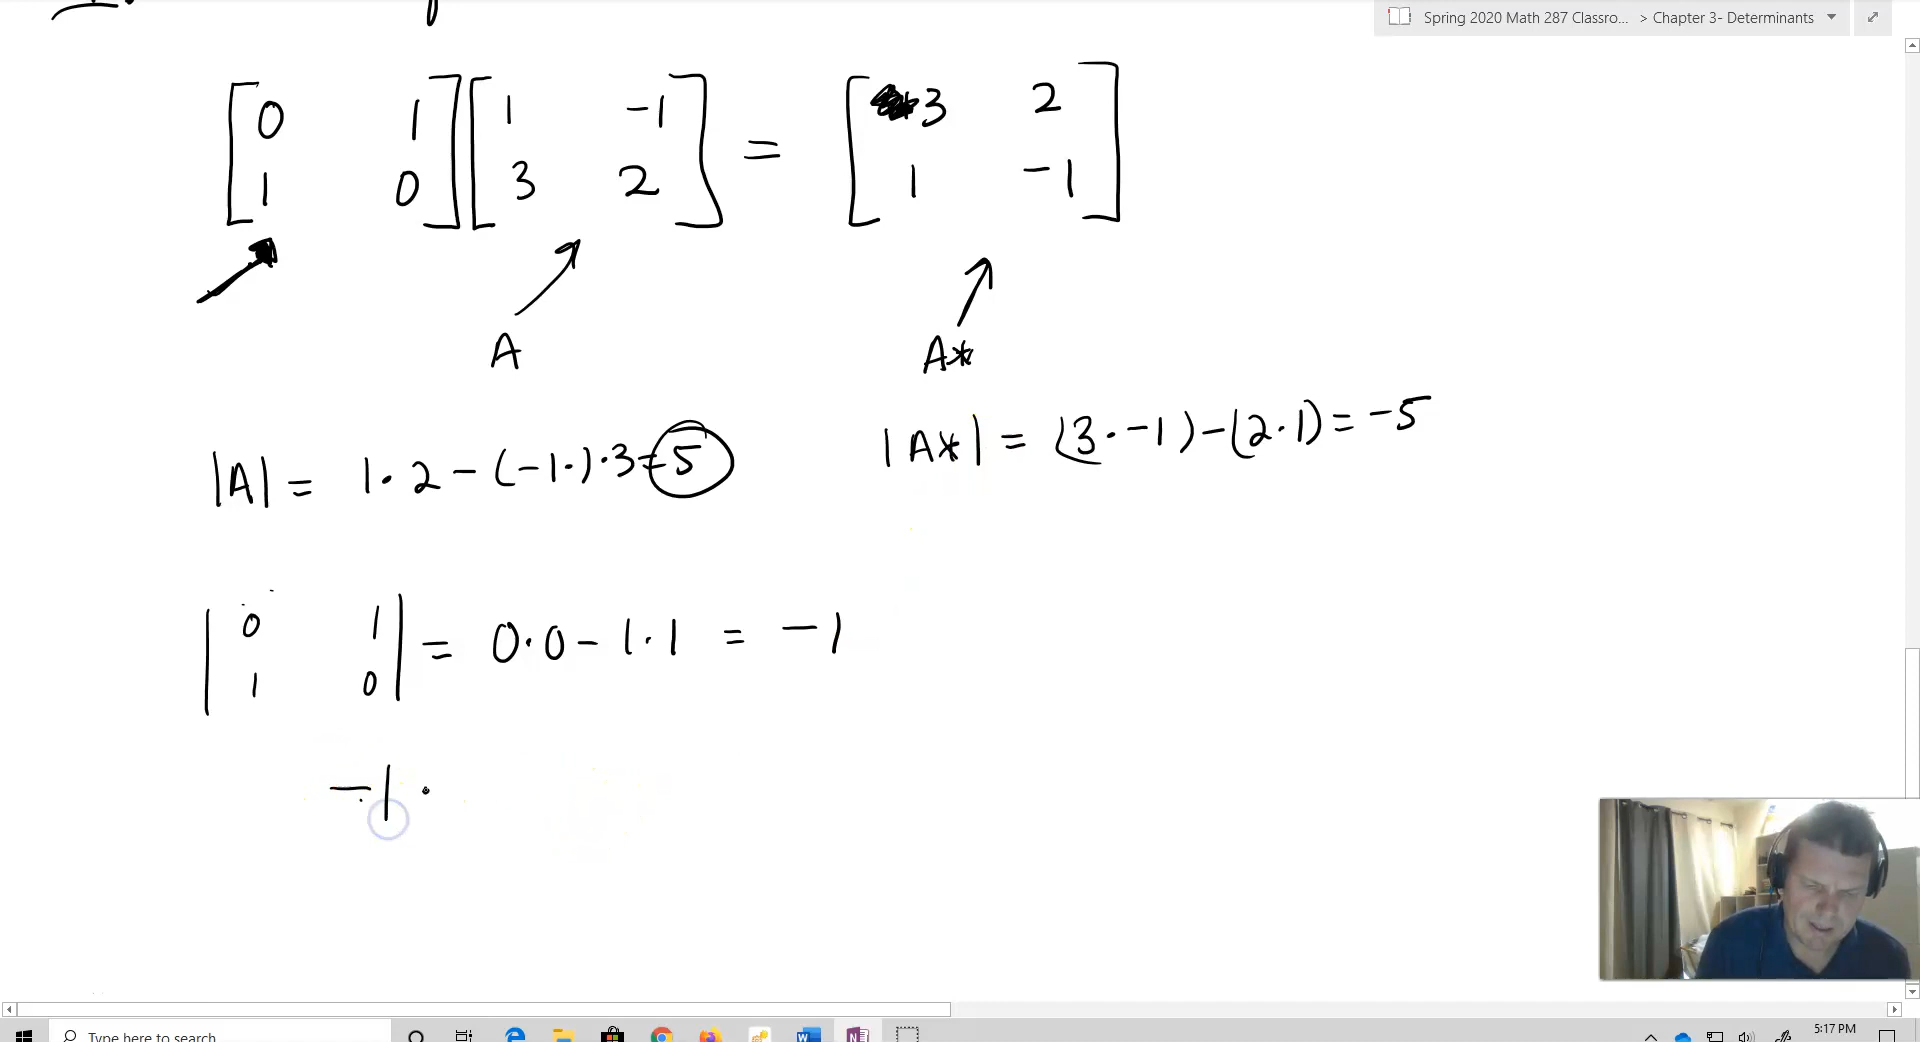 Spring 2020 Math 287 Classro... > Chapter 3- Determinants
[0 1] [1 -1] = [3 2]
[1 0] [3 2] [1 -1]
A A*
|A| = 1·2 - (-1·)·3 = 5
|A*| = (3·-1) - (2·1) = -5
|0 1| = 0·0 - 1·1 = -1
|1 0|
-1 ·
Type here to search
5:17 PM